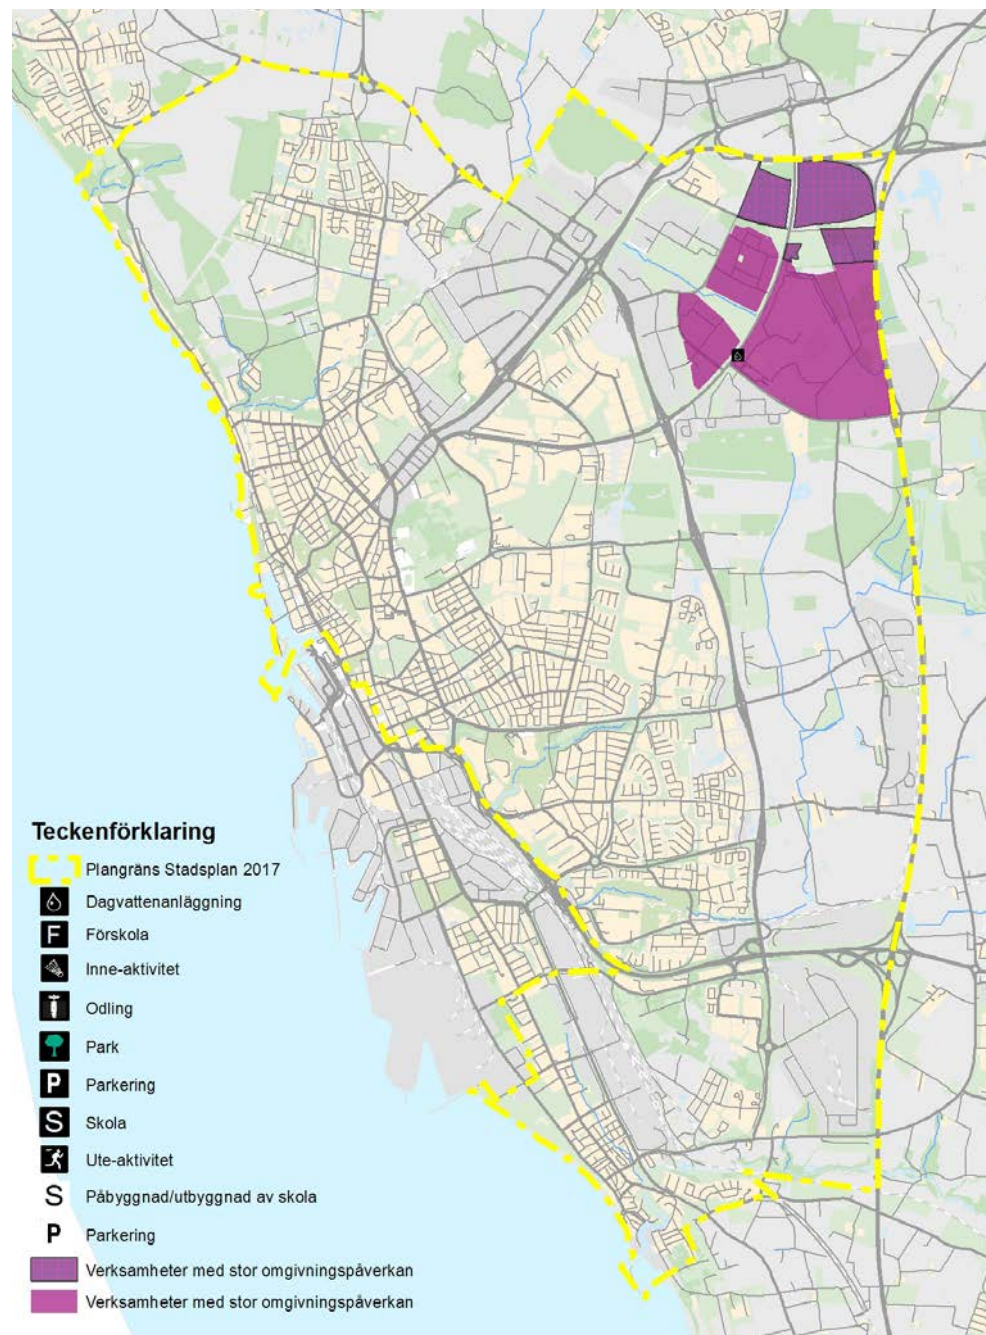 Teckenförklaring
Plangräns Stadsplan 2017
Dagvattenanläggning
F Förskola
Inne-aktivitet
Odling
Park
P Parkering
S Skola
Ute-aktivitet
S Påbyggnad/utbyggnad av skola
P Parkering
Verksamheter med stor omgivningspåverkan
Verksamheter med stor omgivningspåverkan